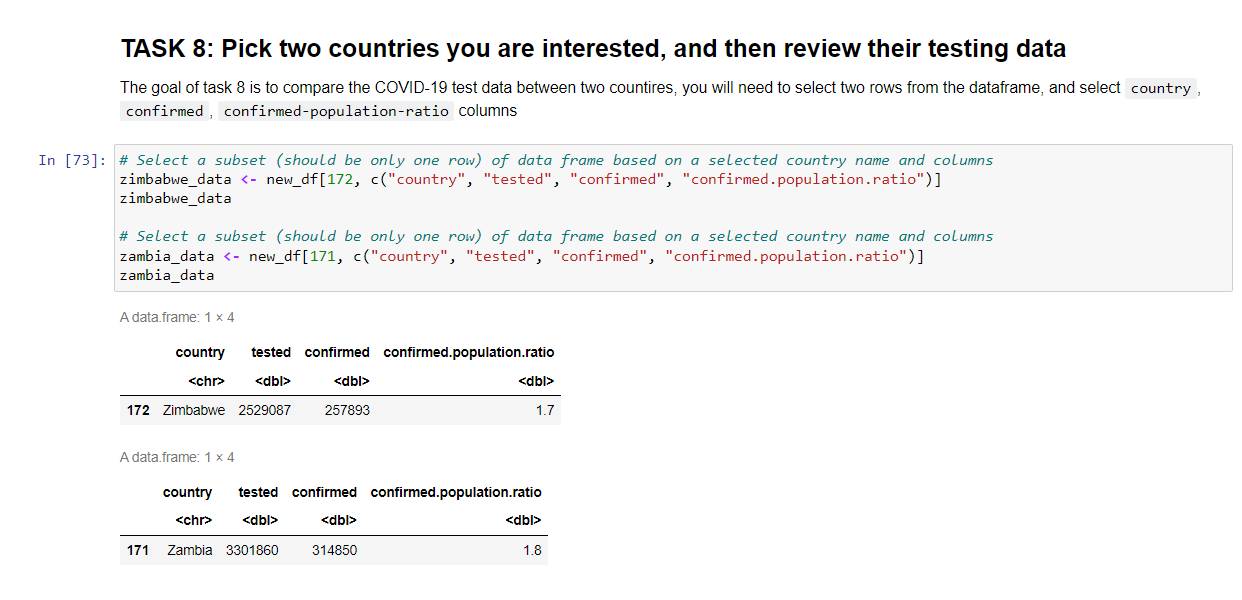 TASK 8: Pick two countries you are interested, and then review their testing data
The goal of task 8 is to compare the COVID-19 test data between two countires, you will need to select two rows from the dataframe, and select country ,
confirmed , confirmed-population-ratio columns
In [73]: # Select a subset (should be only one row) of data frame based on a selected country name and columns
zimbabwe_data <- new_df[172, c("country", "tested", "confirmed", "confirmed.population.ratio")]
zimbabwe_data
# Select a subset (should be only one row) of data frame based on a selected country name and columns
zambia_data <- new_df[171, c("country", "tested", "confirmed", "confirmed.population.ratio")]
zambia_data
A data.frame: 1 × 4
country tested confirmed confirmed.population.ratio
<chr> <dbl> <dbl> <dbl>
172 Zimbabwe 2529087 257893 1.7
A data.frame: 1 × 4
country tested confirmed confirmed.population.ratio
<chr> <dbl> <dbl> <dbl>
171 Zambia 3301860 314850 1.8